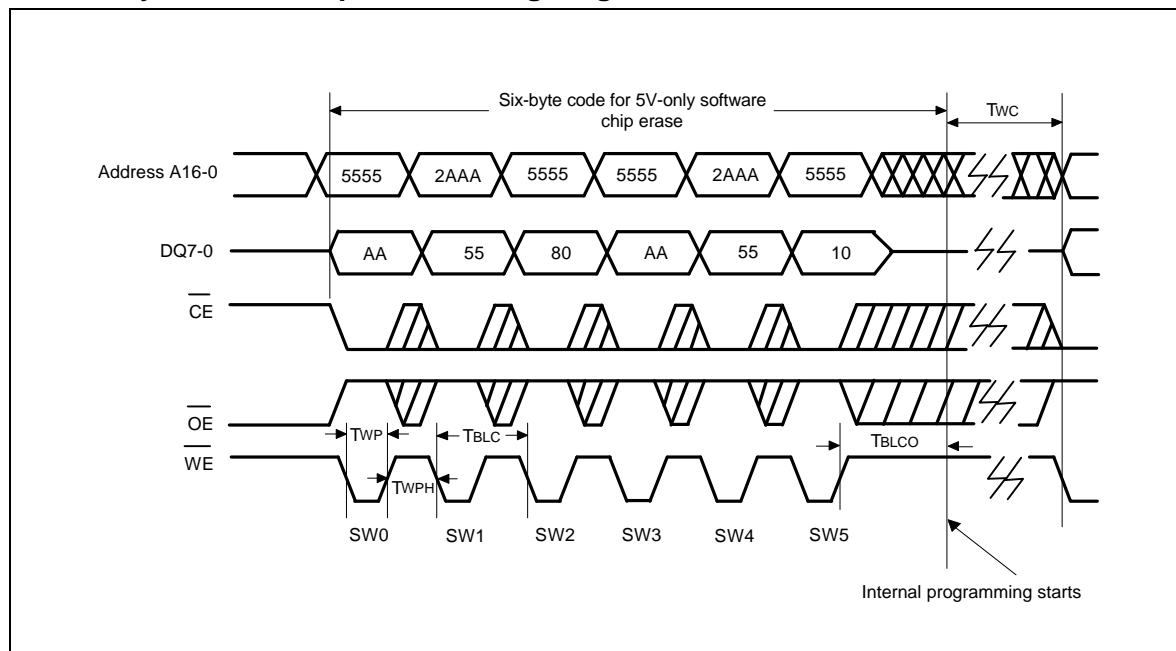 Six-byte code for 5V-only software
chip erase
TWC
Address A16-0
5555 2AAA 5555 5555 2AAA 5555
DQ7-0
AA 55 80 AA 55 10
CE
OE
TWP TBLC TBLCO
WE
TWPH
SW0 SW1 SW2 SW3 SW4 SW5
Internal programming starts